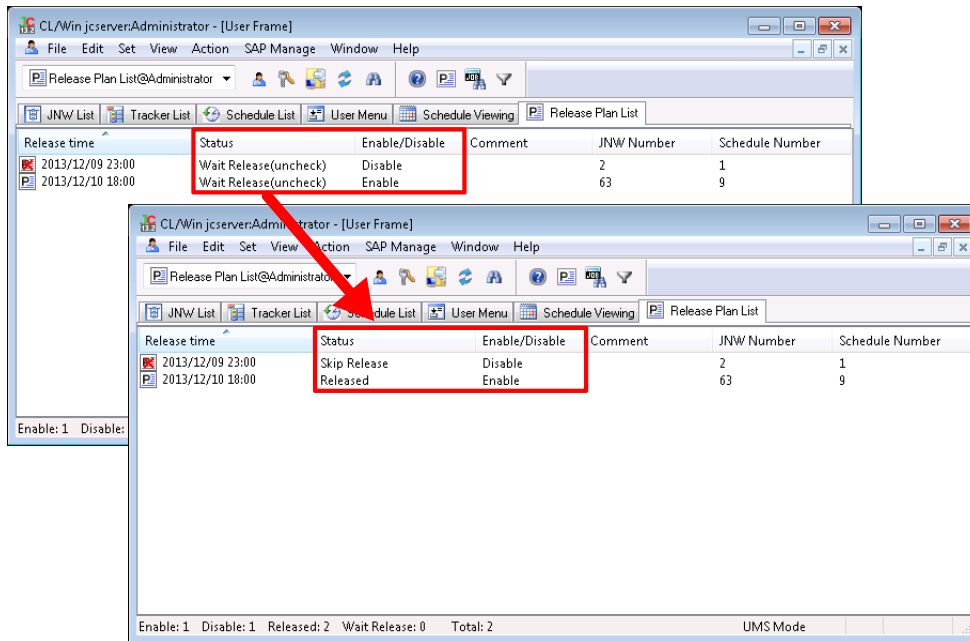 CL/Win jcserver:Administrator - [User Frame]
File Edit Set View Action SAP Manage Window Help
Release Plan List@Administrator
JNW List Tracker List Schedule List User Menu Schedule Viewing Release Plan List
Release time Status Enable/Disable Comment JNW Number Schedule Number
2013/12/09 23:00 Wait Release(uncheck) Disable 2 1
2013/12/10 18:00 Wait Release(uncheck) Enable 63 9
Enable: 1 Disable:
CL/Win jcserver:Administrator - [User Frame]
File Edit Set View Action SAP Manage Window Help
Release Plan List@Administrator
JNW List Tracker List Schedule List User Menu Schedule Viewing Release Plan List
Release time Status Enable/Disable Comment JNW Number Schedule Number
2013/12/09 23:00 Skip Release Disable 2 1
2013/12/10 18:00 Released Enable 63 9
Enable: 1 Disable: 1 Released: 2 Wait Release: 0 Total: 2 UMS Mode